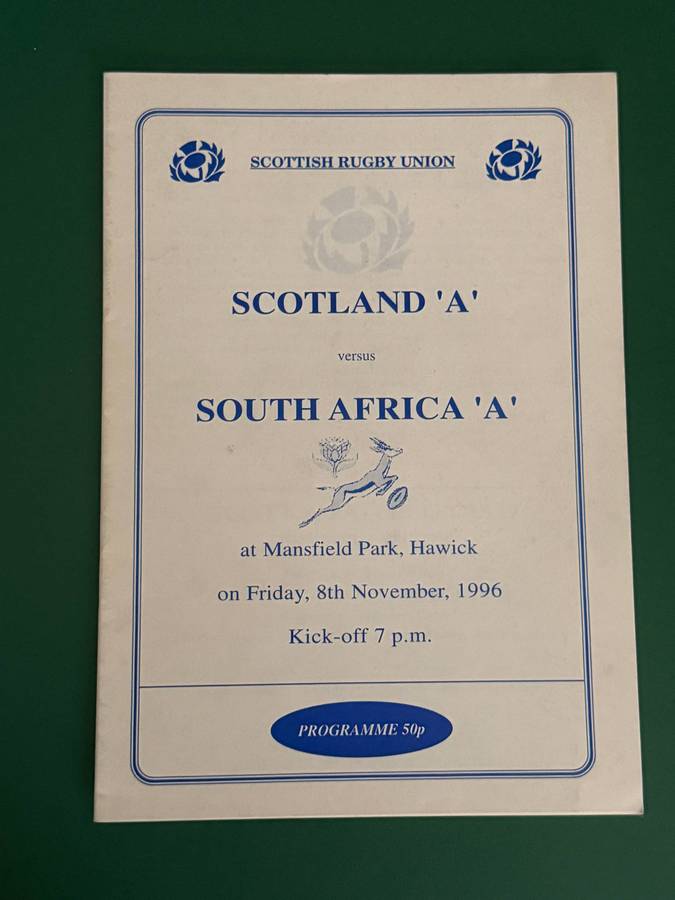 SCOTTISH RUGBY UNION
SCOTLAND 'A'
versus
SOUTH AFRICA 'A'
at Mansfield Park, Hawick
on Friday, 8th November, 1996
Kick-off 7 p.m.
PROGRAMME 50p